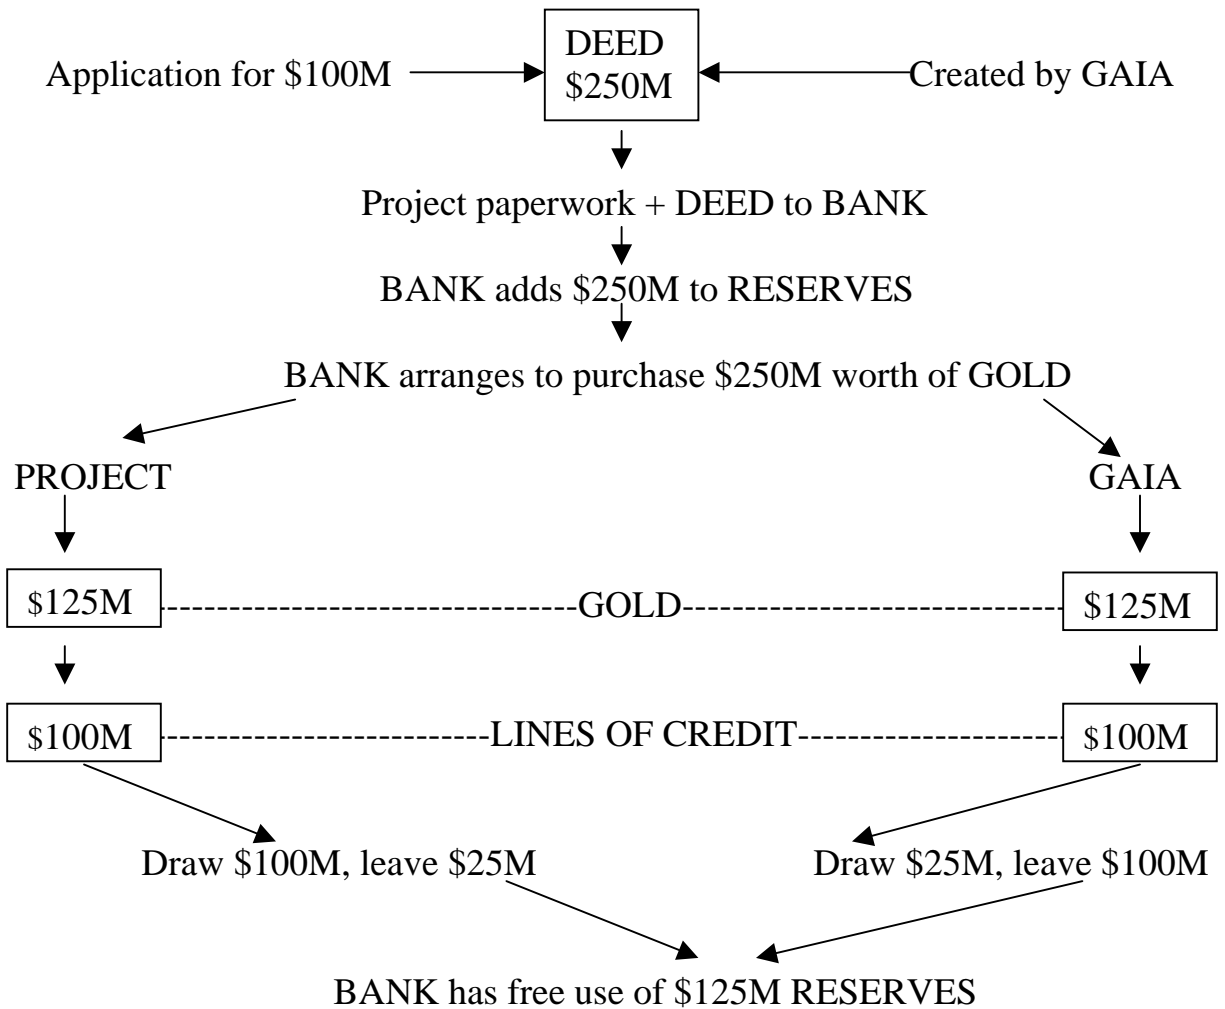 DEED
$250M
Application for $100M
Created by GAIA
Project paperwork + DEED to BANK
BANK adds $250M to RESERVES
BANK arranges to purchase $250M worth of GOLD
PROJECT
GAIA
$125M
GOLD
$125M
$100M
LINES OF CREDIT
$100M
Draw $100M, leave $25M
Draw $25M, leave $100M
BANK has free use of $125M RESERVES